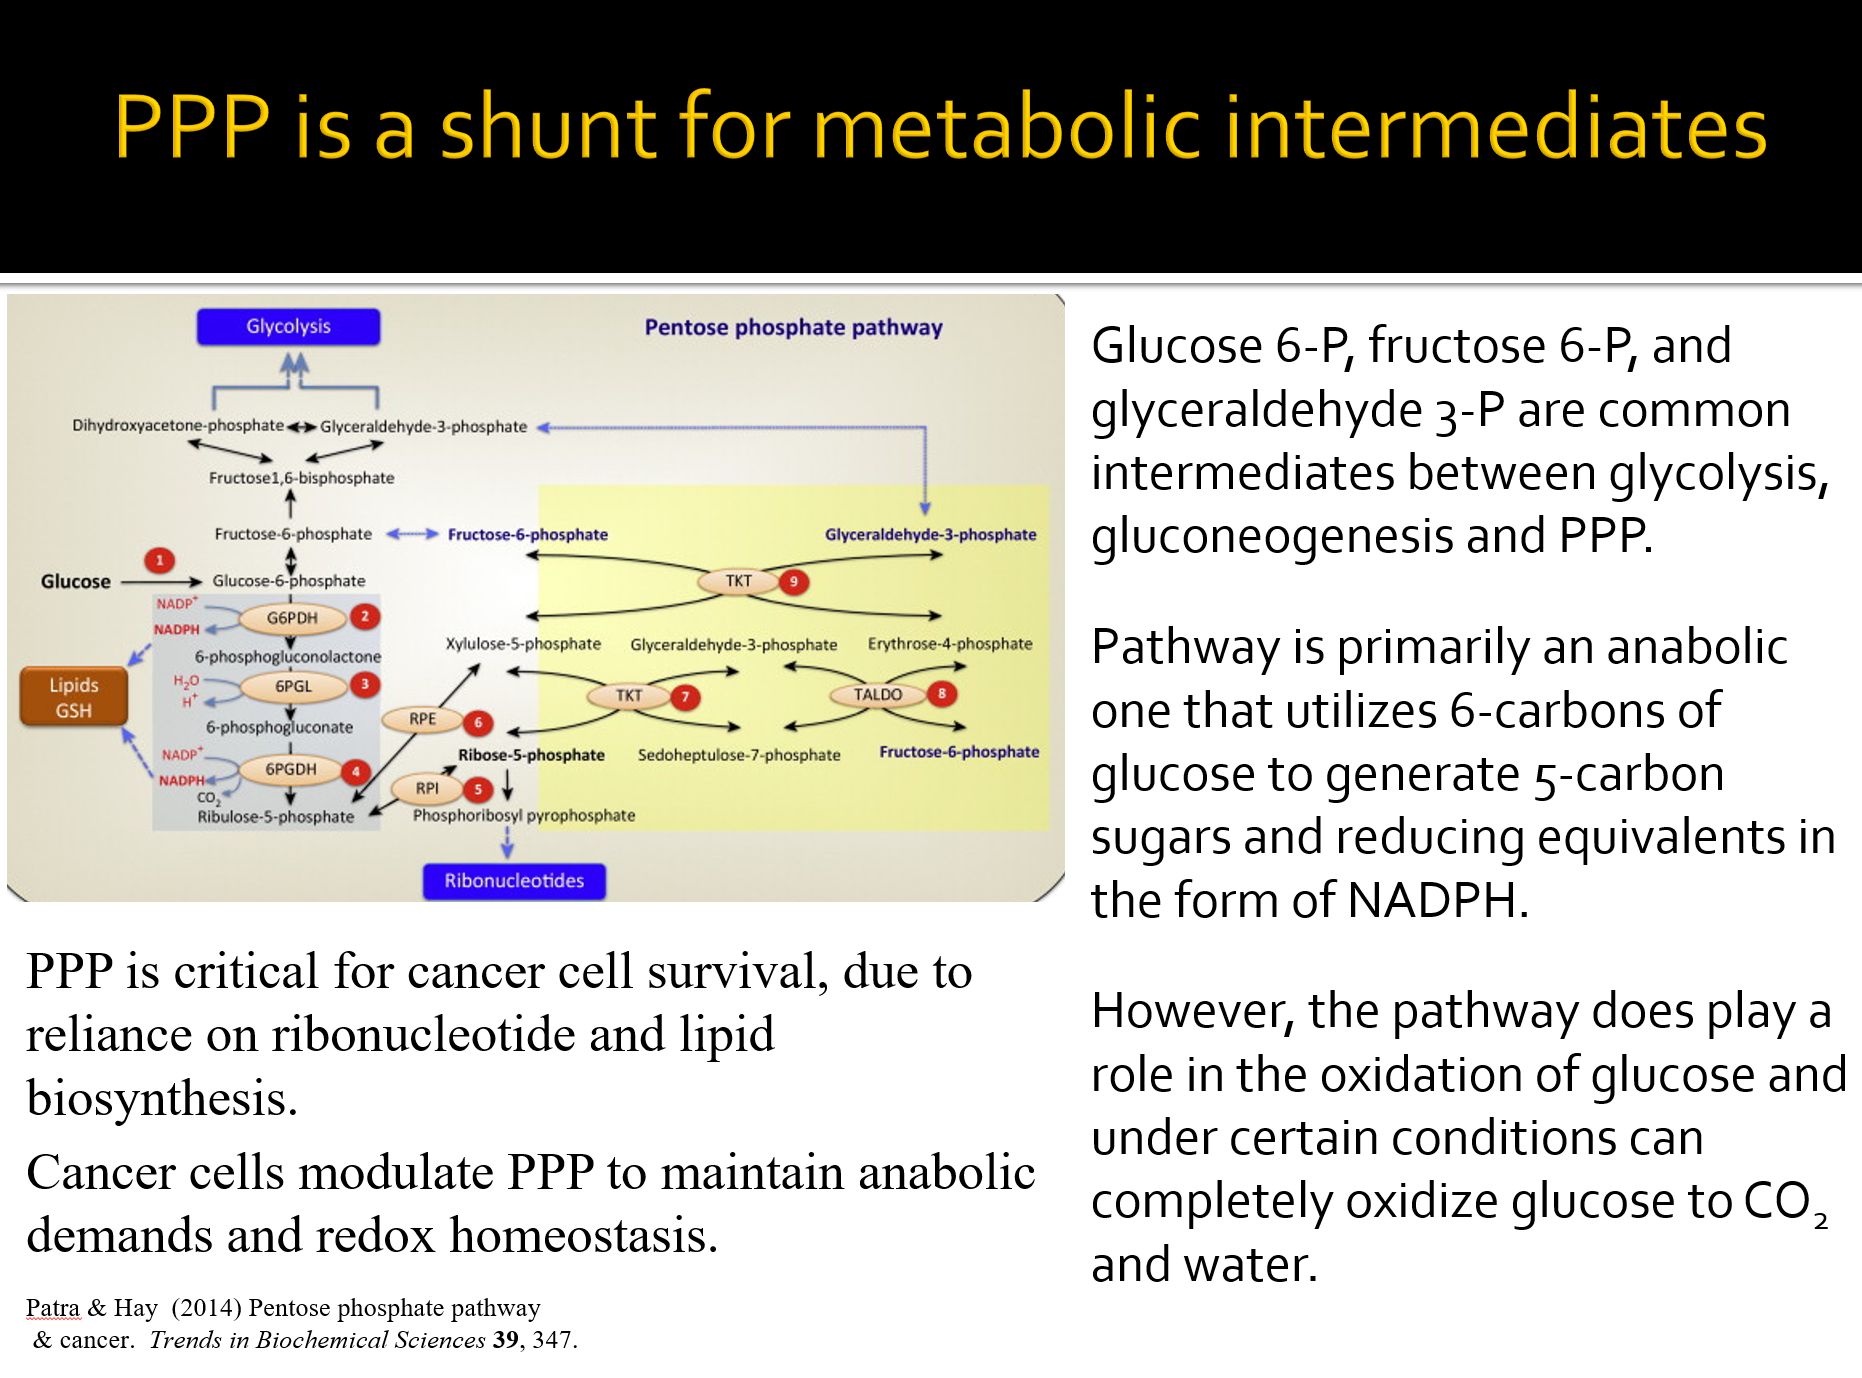 PPP is a shunt for metabolic intermediates
Glycolysis
Pentose phosphate pathway
Dihydroxyacetone-phosphate
Glyceraldehyde-3-phosphate
Fructose1,6-bisphosphate
Fructose-6-phosphate
Fructose-6-phosphate
Glyceraldehyde-3-phosphate
1
Glucose
Glucose-6-phosphate
TKT
9
NADP⁺
NADPH
G6PDH
2
6-phosphogluconolactone
Xylulose-5-phosphate
Glyceraldehyde-3-phosphate
Erythrose-4-phosphate
Lipids
GSH
H₂O
H⁺
6PGL
3
TKT
7
TALDO
8
6-phosphogluconate
RPE
6
Ribose-5-phosphate
Sedoheptulose-7-phosphate
Fructose-6-phosphate
NADP⁺
NADPH
CO₂
6PGDH
4
RPI
5
Ribulose-5-phosphate
Phosphoribosyl pyrophosphate
Ribonucleotides
Glucose 6-P, fructose 6-P, and
glyceraldehyde 3-P are common
intermediates between glycolysis,
gluconeogenesis and PPP.
Pathway is primarily an anabolic
one that utilizes 6-carbons of
glucose to generate 5-carbon
sugars and reducing equivalents in
the form of NADPH.
However, the pathway does play a
role in the oxidation of glucose and
under certain conditions can
completely oxidize glucose to CO₂
and water.
PPP is critical for cancer cell survival, due to
reliance on ribonucleotide and lipid
biosynthesis.
Cancer cells modulate PPP to maintain anabolic
demands and redox homeostasis.
Patra & Hay (2014) Pentose phosphate pathway
& cancer. Trends in Biochemical Sciences 39, 347.